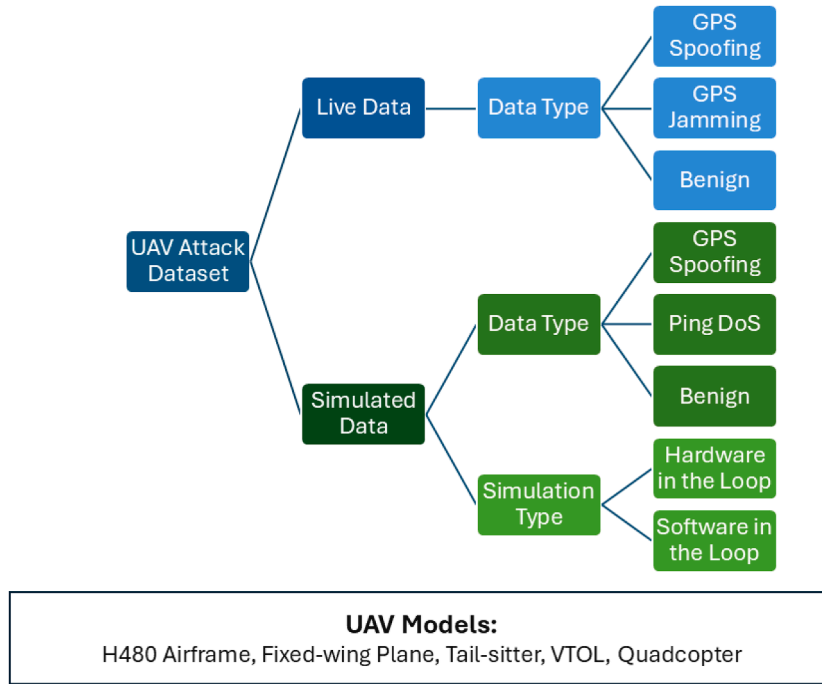 GPS
Spoofing
Live Data
Data Type
GPS
Jamming
Benign
UAV Attack
Dataset
GPS
Spoofing
Data Type
Ping DoS
Benign
Simulated
Data
Hardware
in the Loop
Simulation
Type
Software in
the Loop
UAV Models:
H480 Airframe, Fixed-wing Plane, Tail-sitter, VTOL, Quadcopter